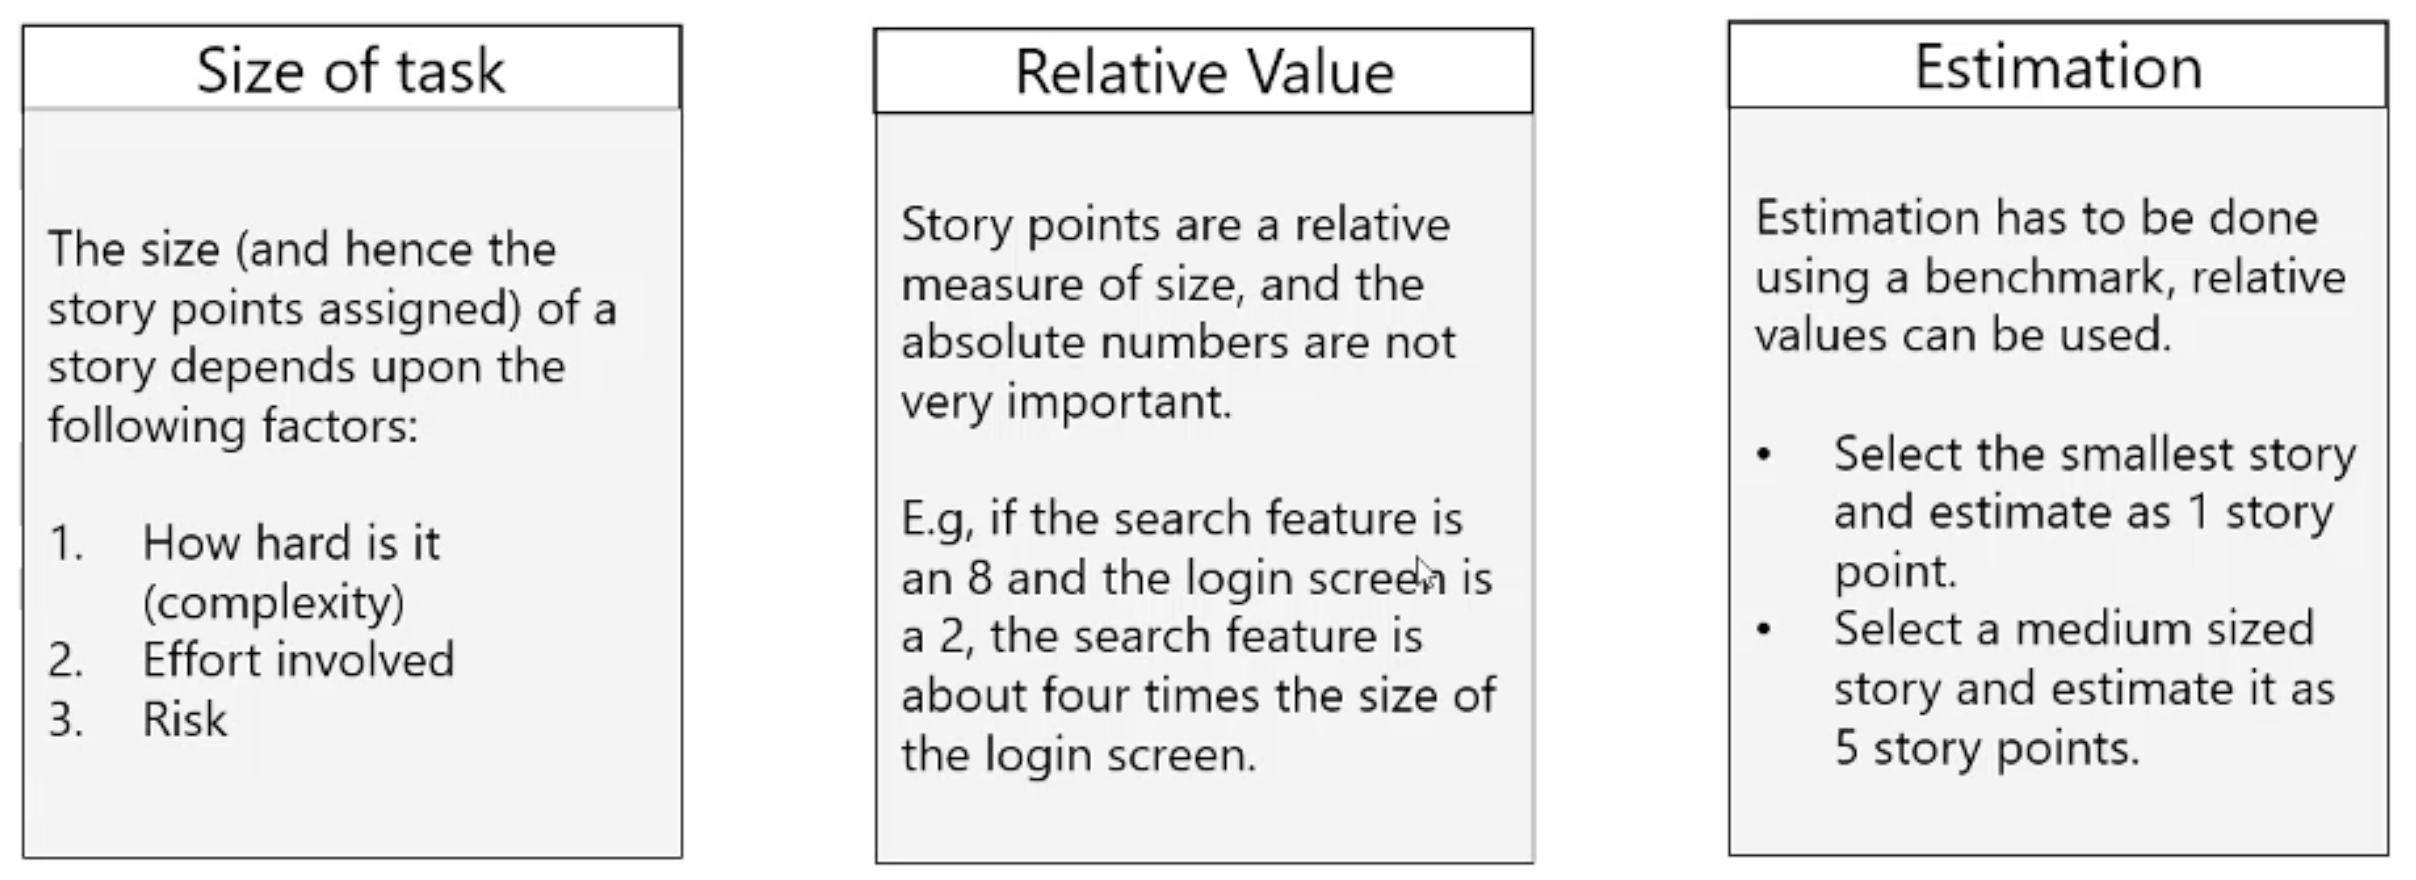 Size of task
The size (and hence the
story points assigned) of a
story depends upon the
following factors:
1. How hard is it
(complexity)
2. Effort involved
3. Risk
Relative Value
Story points are a relative
measure of size, and the
absolute numbers are not
very important.
E.g, if the search feature is
an 8 and the login screen is
a 2, the search feature is
about four times the size of
the login screen.
Estimation
Estimation has to be done
using a benchmark, relative
values can be used.
• Select the smallest story
and estimate as 1 story
point.
• Select a medium sized
story and estimate it as
5 story points.